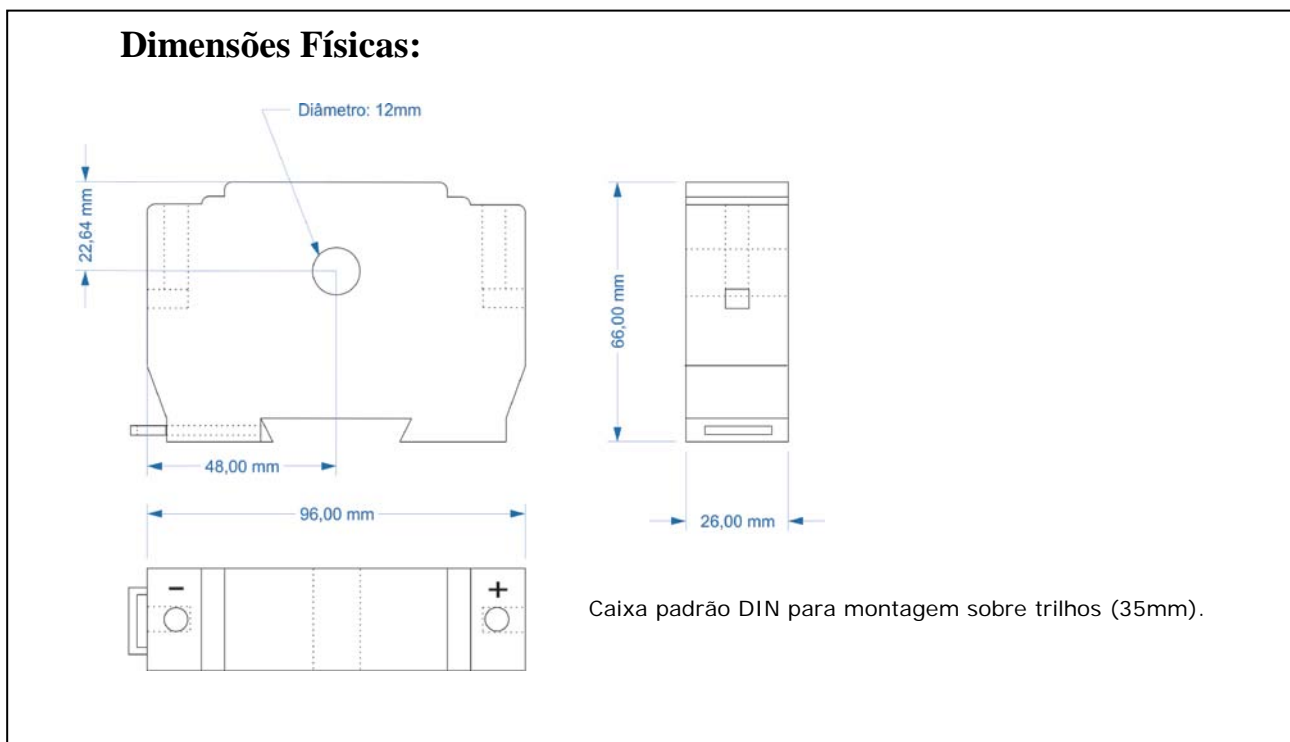 Dimensões Físicas:
Diâmetro: 12mm
22,64 mm
66,00 mm
48,00 mm
96,00 mm
26,00 mm
- +
Caixa padrão DIN para montagem sobre trilhos (35mm).